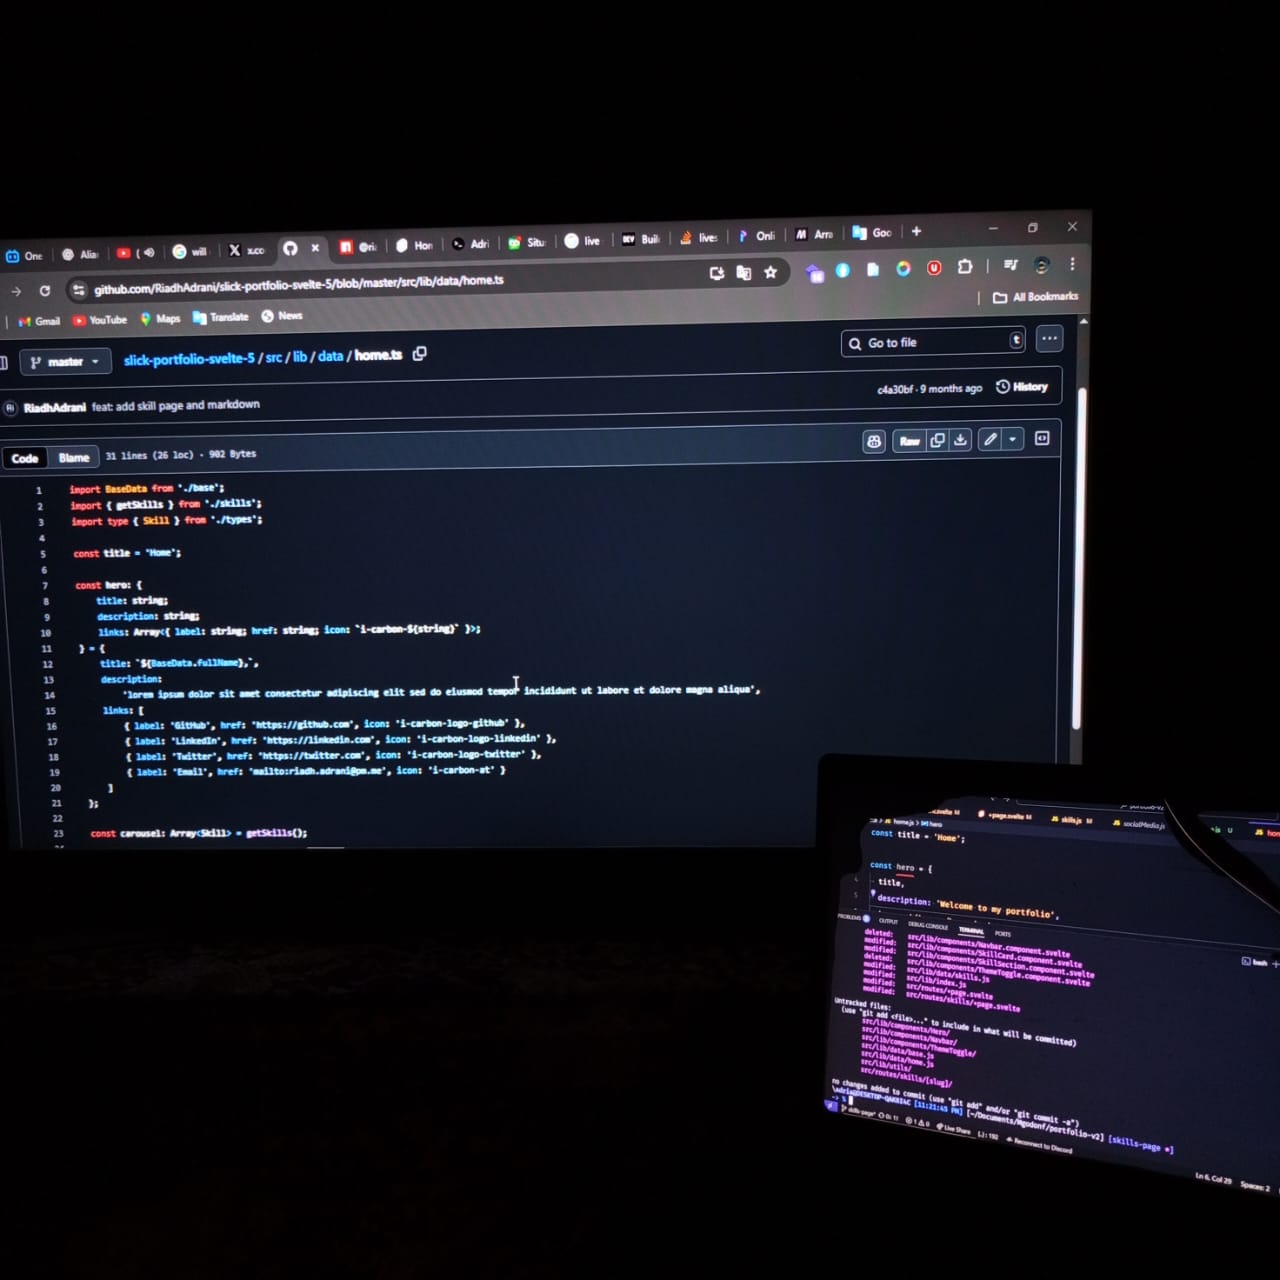 One
Alia
will
x.co
@ri
Hon
Adri
Situ
live
Buil
live
Onli
Arra
Goo
github.com/RiadhAdrani/slick-portfolio-svelte-5/blob/master/src/lib/data/home.ts
Gmail YouTube Maps Translate News
All Bookmarks
master slick-portfolio-svelte-5 / src / lib / data / home.ts
Go to file t
RiadhAdrani feat: add skill page and markdown
c4a30bf · 9 months ago History
Code Blame 31 lines (26 loc) · 902 Bytes
Raw
1 import BaseData from './base';
2 import { getSkills } from './skills';
3 import type { Skill } from './types';
4
5 const title = 'Home';
6
7 const hero: {
8 title: string;
9 description: string;
10 links: Array<{ label: string; href: string; icon: `i-carbon-${string}` }>;
11 } = {
12 title: `${BaseData.fullName},`,
13 description:
14 'lorem ipsum dolor sit amet consectetur adipiscing elit sed do eiusmod tempor incididunt ut labore et dolore magna aliqua',
15 links: [
16 { label: 'GitHub', href: 'https://github.com', icon: 'i-carbon-logo-github' },
17 { label: 'LinkedIn', href: 'https://linkedin.com', icon: 'i-carbon-logo-linkedin' },
18 { label: 'Twitter', href: 'https://twitter.com', icon: 'i-carbon-logo-twitter' },
19 { label: 'Email', href: 'mailto:riadh.adrani@pm.me', icon: 'i-carbon-at' }
20 ]
21 };
22
23 const carousel: Array<Skill> = getSkills();
portfolio-v2
.svelte M +page.svelte M skills.js M socialMedia.js .js U
home.js > hero
const title = 'Home';
const hero = {
4 title,
5 description: 'Welcome to my portfolio',
PROBLEMS OUTPUT DEBUG CONSOLE TERMINAL PORTS
bash
deleted: src/lib/components/Navbar.component.svelte
modified: src/lib/components/SkillCard.component.svelte
modified: src/lib/components/SkillSection.component.svelte
deleted: src/lib/components/ThemeToggle.component.svelte
modified: src/lib/data/skills.js
modified: src/lib/index.js
modified: src/routes/+page.svelte
modified: src/routes/skills/+page.svelte
Untracked files:
(use "git add <file>..." to include in what will be committed)
src/lib/components/Hero/
src/lib/components/Navbar/
src/lib/components/ThemeToggle/
src/lib/data/base.js
src/lib/data/home.js
src/lib/utils/
src/routes/skills/[slug]/
no changes added to commit (use "git add" and/or "git commit -a")
[11:21:45 PM] [~/Documents/Ngodonf/portfolio-v2] [skills-page *]
-> %
skills-page* 1 0 Live Share Reconnect to Discord
Ln 6, Col 29 Spaces: 2